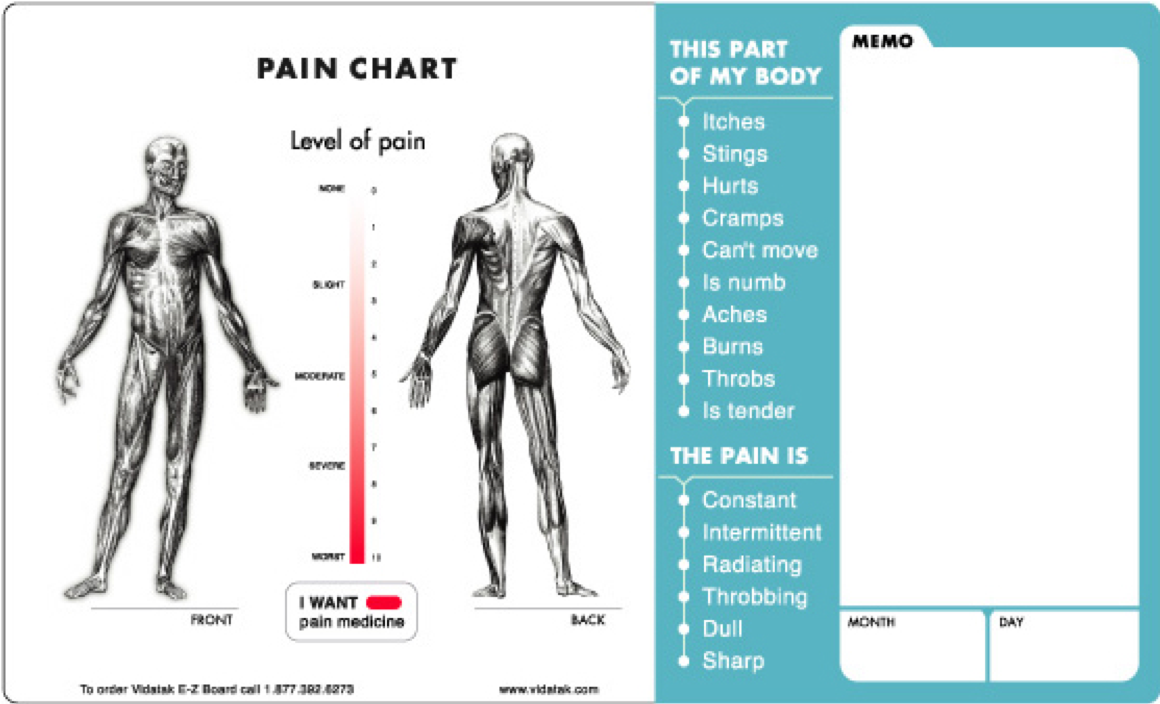 PAIN CHART
Level of pain
NONE 0
1
2
SLIGHT
3
4
MODERATE 5
6
7
SEVERE
8
9
WORST 10
I WANT
pain medicine
FRONT
BACK
To order Vidatak E-Z Board call 1.877.392.6273
www.vidatak.com
THIS PART
OF MY BODY
Itches
Stings
Hurts
Cramps
Can't move
Is numb
Aches
Burns
Throbs
Is tender
THE PAIN IS
Constant
Intermittent
Radiating
Throbbing
Dull
Sharp
MEMO
MONTH
DAY